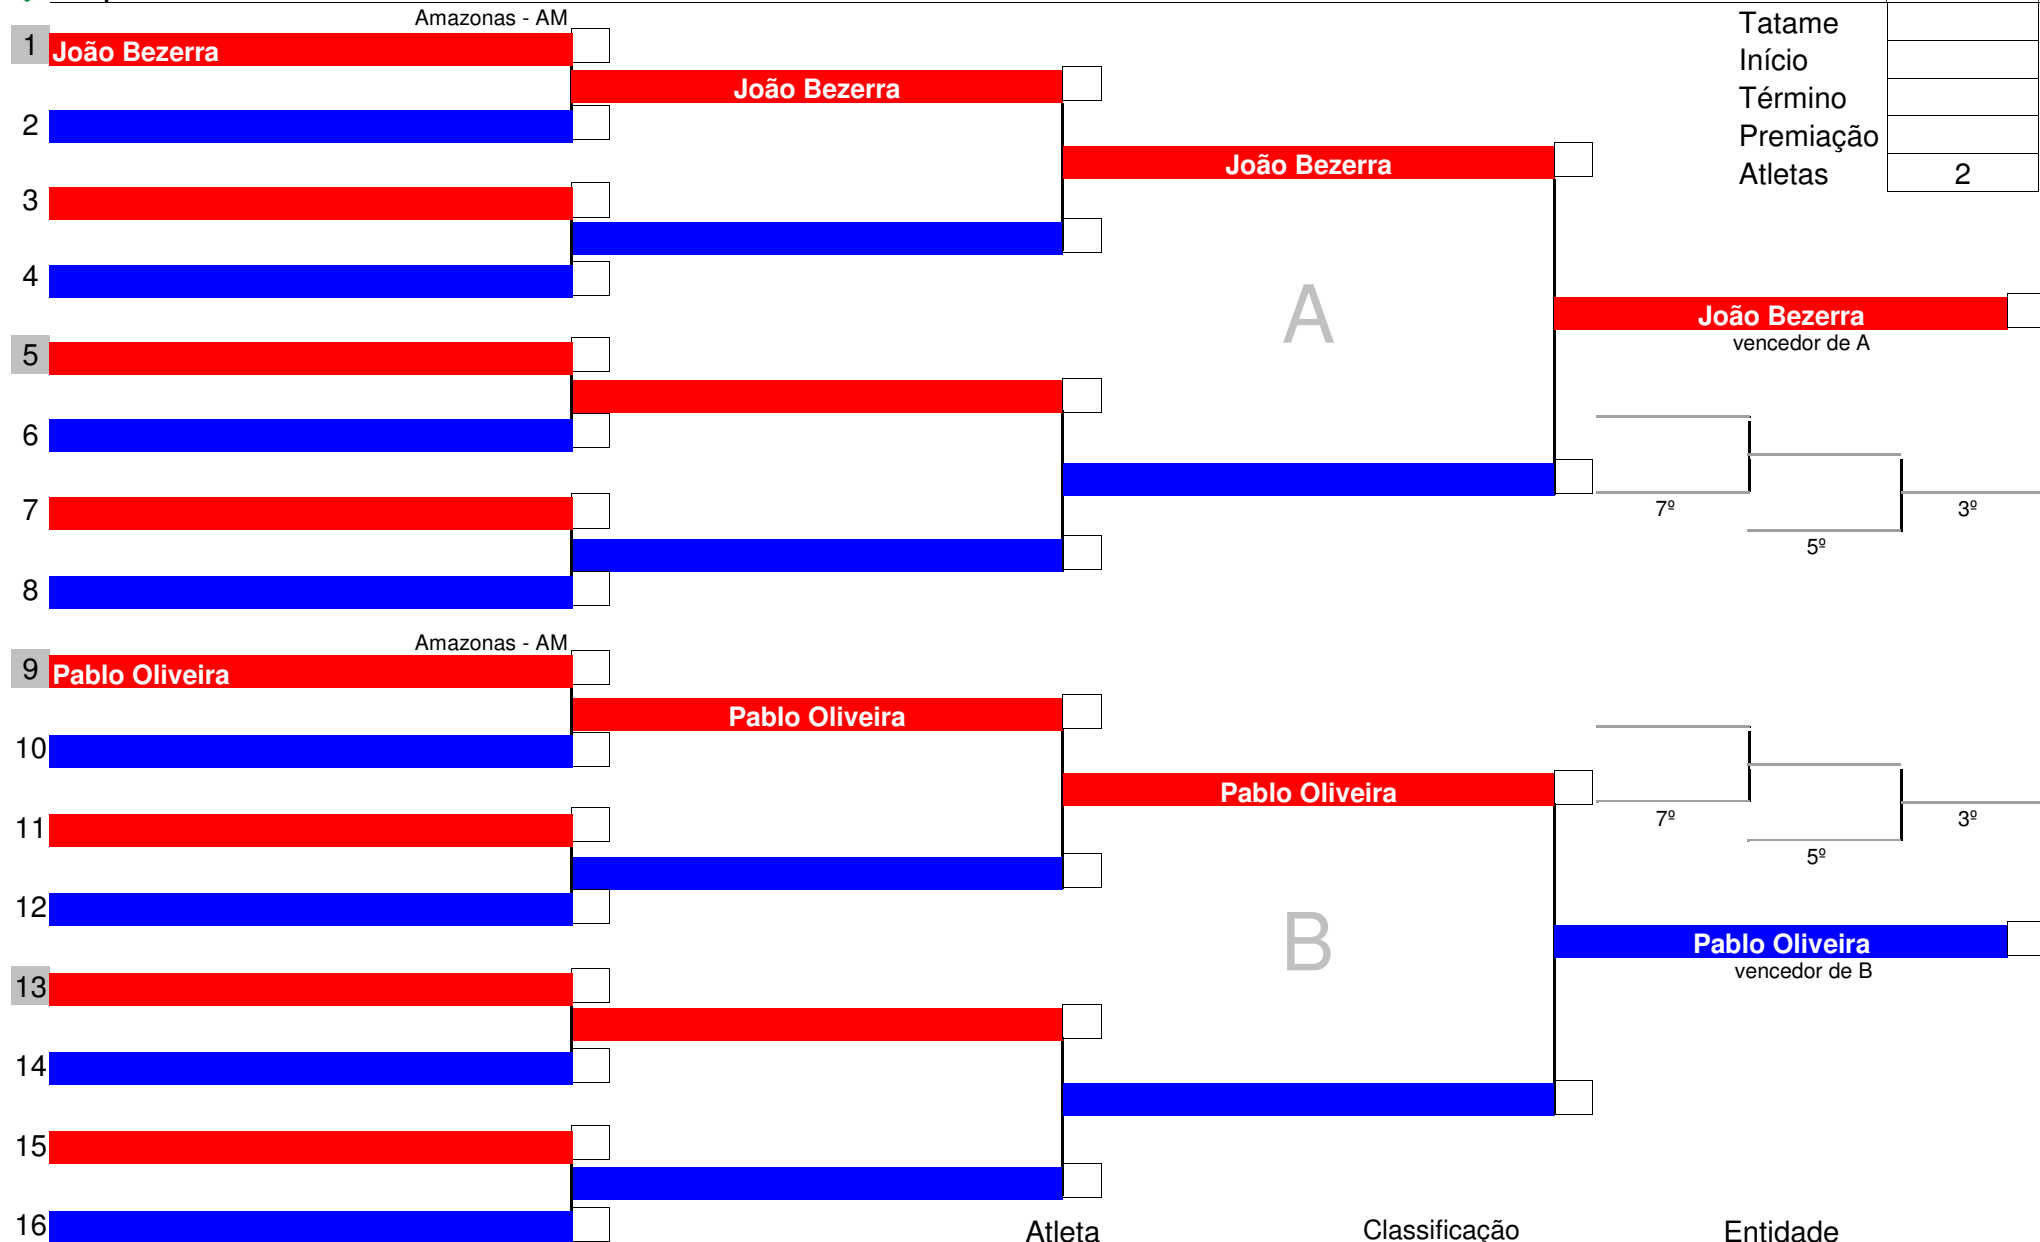 Amazonas - AM
Tatame
1 João Bezerra
João Bezerra
Início
Término
2
Premiação
João Bezerra
Atletas 2
3
4
A
João Bezerra
vencedor de A
5
6
7
7º 3º
5º
8
Amazonas - AM
9 Pablo Oliveira
Pablo Oliveira
10
Pablo Oliveira
11
7º 3º
5º
12
B
Pablo Oliveira
vencedor de B
13
14
15
16
Atleta Classificação Entidade